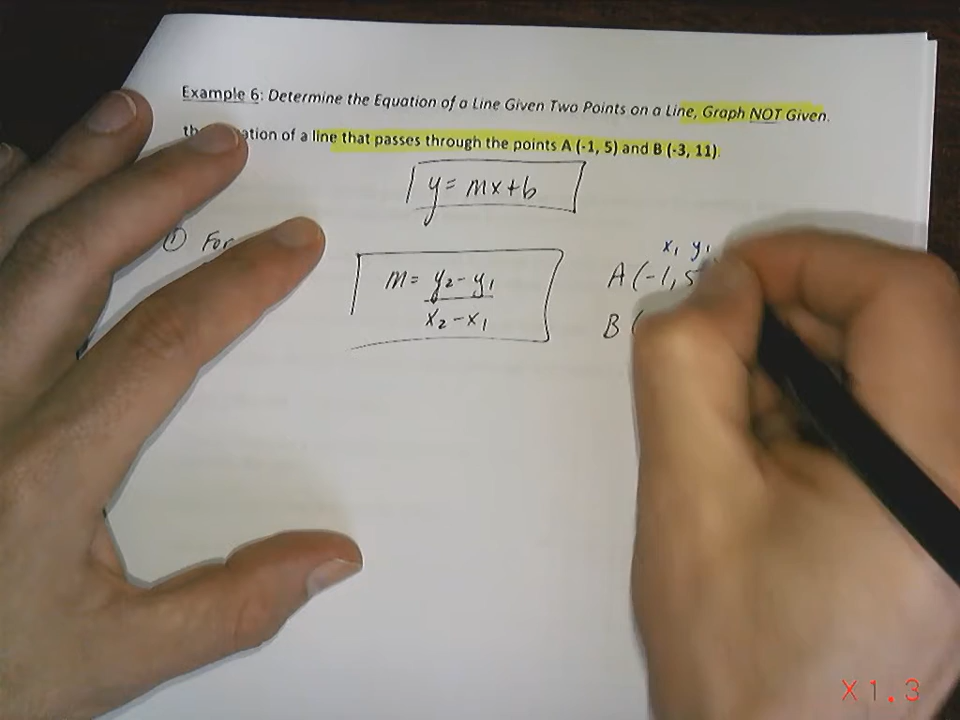 Example 6: Determine the Equation of a Line Given Two Points on a Line, Graph NOT Given.
of a line that passes through the points A (-1, 5) and B (-3, 11).
y = mx + b
① For
m = y₂ - y₁
x₂ - x₁
x₁ y₁
A (-1, 5
B (
X1.3